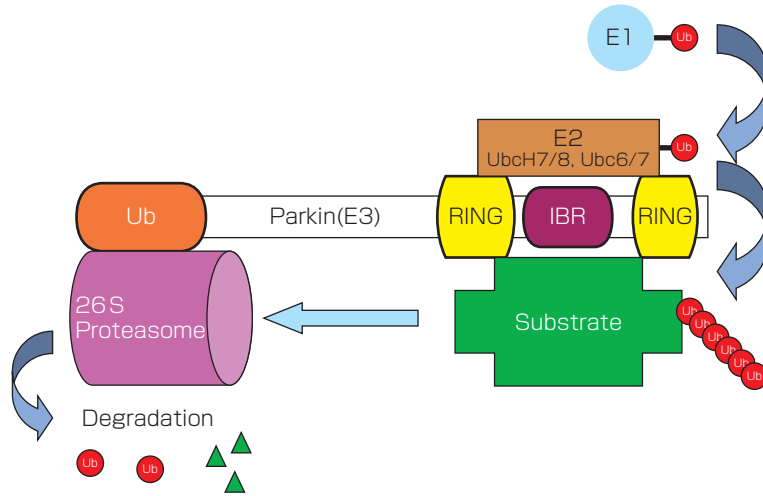 E1
Ub
E2
UbcH7/8, Ubc6/7
Ub
Ub
Parkin(E3)
RING
IBR
RING
26S
Proteasome
Substrate
Ub
Ub
Ub
Ub
Ub
Ub
Degradation
Ub
Ub